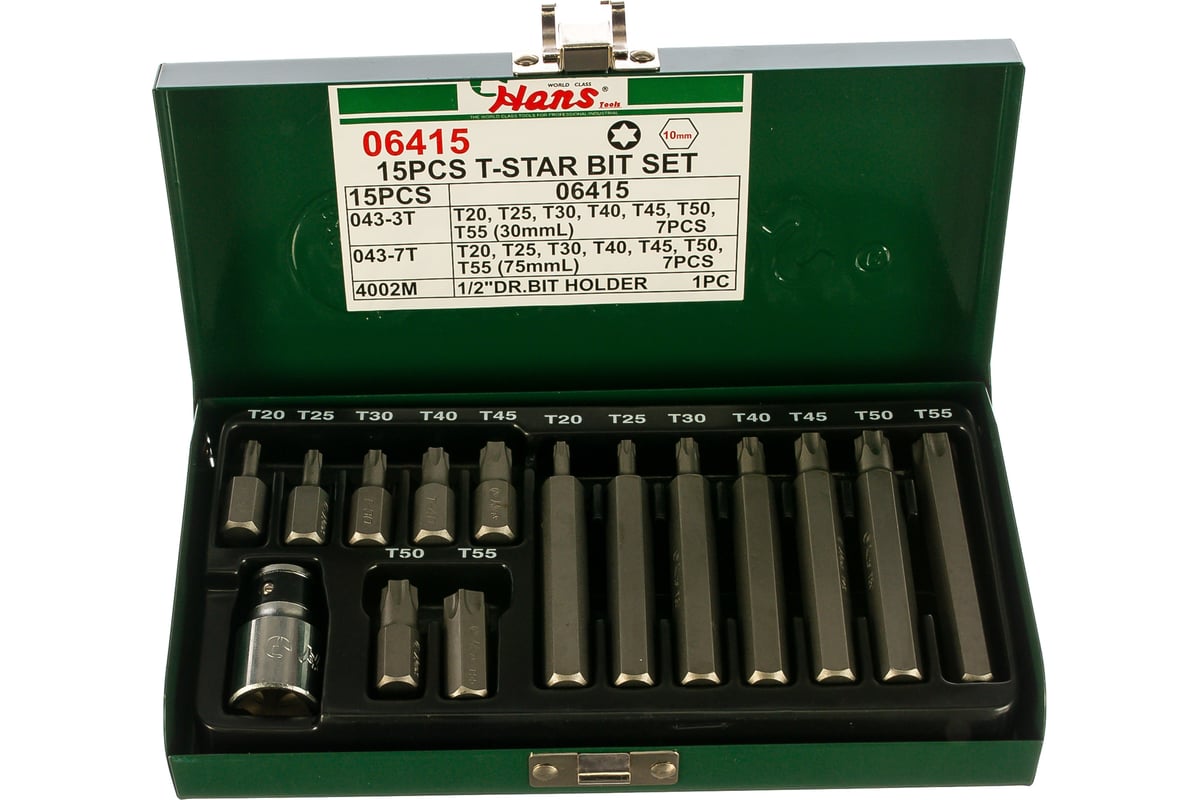 WORLD CLASS
Hans®
Tools
THE WORLD CLASS TOOLS FOR PROFESSIONAL INDUSTRIAL
06415
10mm
15PCS T-STAR BIT SET
15PCS 06415
043-3T T20, T25, T30, T40, T45, T50,
T55 (30mmL) 7PCS
043-7T T20, T25, T30, T40, T45, T50,
T55 (75mmL) 7PCS
4002M 1/2"DR.BIT HOLDER 1PC
T20 T25 T30 T40 T45 T20 T25 T30 T40 T45 T50 T55
T50 T55